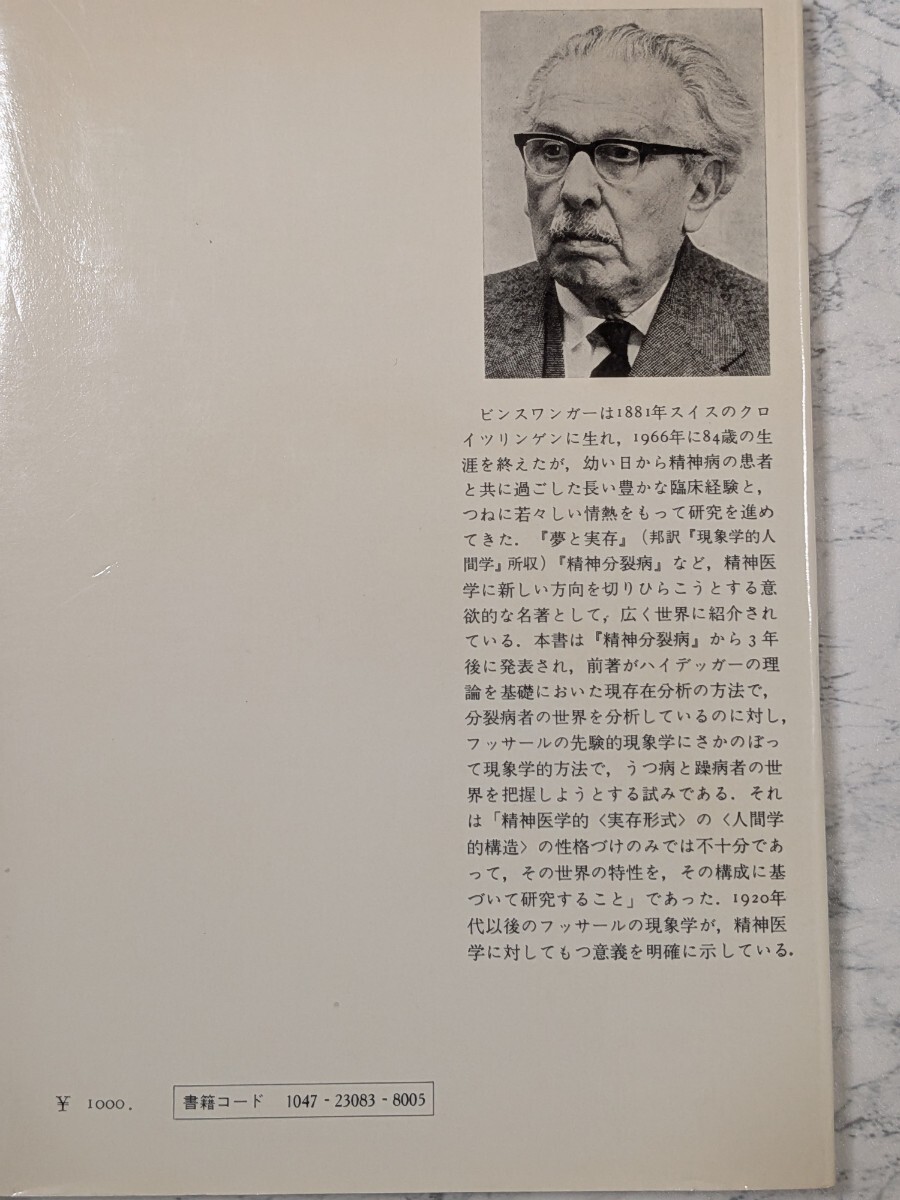 ビンスワンガーは1881年スイスのクロ
イツリンゲンに生れ，1966年に84歳の生
涯を終えたが，幼い日から精神病の患者
と共に過ごした長い豊かな臨床経験と，
つねに若々しい情熱をもって研究を進め
てきた．『夢と実存』（邦訳『現象学的人
間学』所収）『精神分裂病』など，精神医
学に新しい方向を切りひらこうとする意
欲的な名著として，広く世界に紹介され
ている．本書は『精神分裂病』から3年
後に発表され，前著がハイデッガーの理
論を基礎においた現存在分析の方法で，
分裂病者の世界を分析しているのに対し，
フッサールの先験的現象学にさかのぼっ
て現象学的方法で，うつ病と躁病者の世
界を把握しようとする試みである．それ
は「精神医学的〈実存形式〉の〈人間学
的構造〉の性格づけのみでは不十分であ
って，その世界の特性を，その構成に基
づいて研究すること」であった．1920年
代以後のフッサールの現象学が，精神医
学に対してもつ意義を明確に示している．
¥ 1000.
書籍コード 1047 - 23083 - 8005